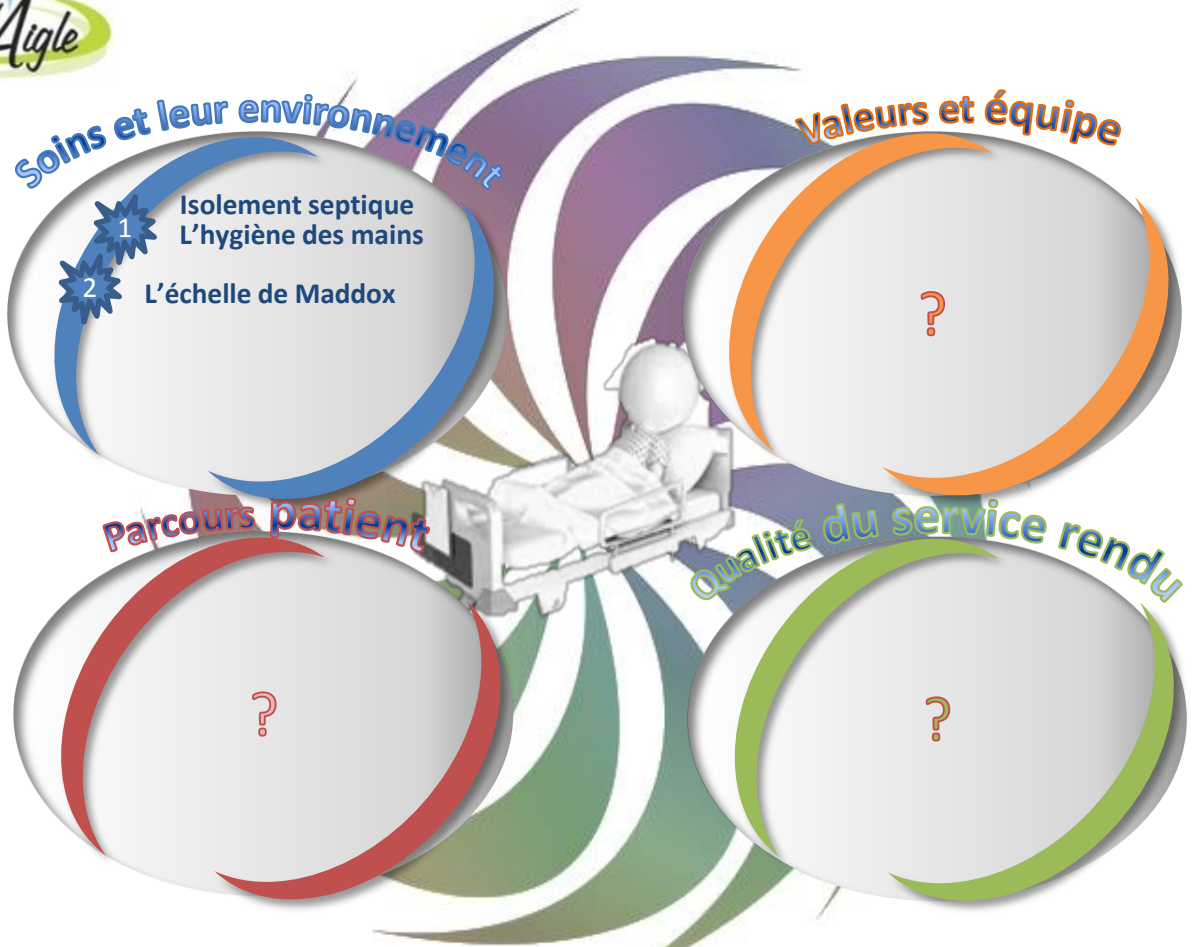 Aigle
Soins et leur environnement
1
Isolement septique
L'hygiène des mains
2
L'échelle de Maddox
Valeurs et équipe
?
Parcours patient
?
Qualité du service rendu
?